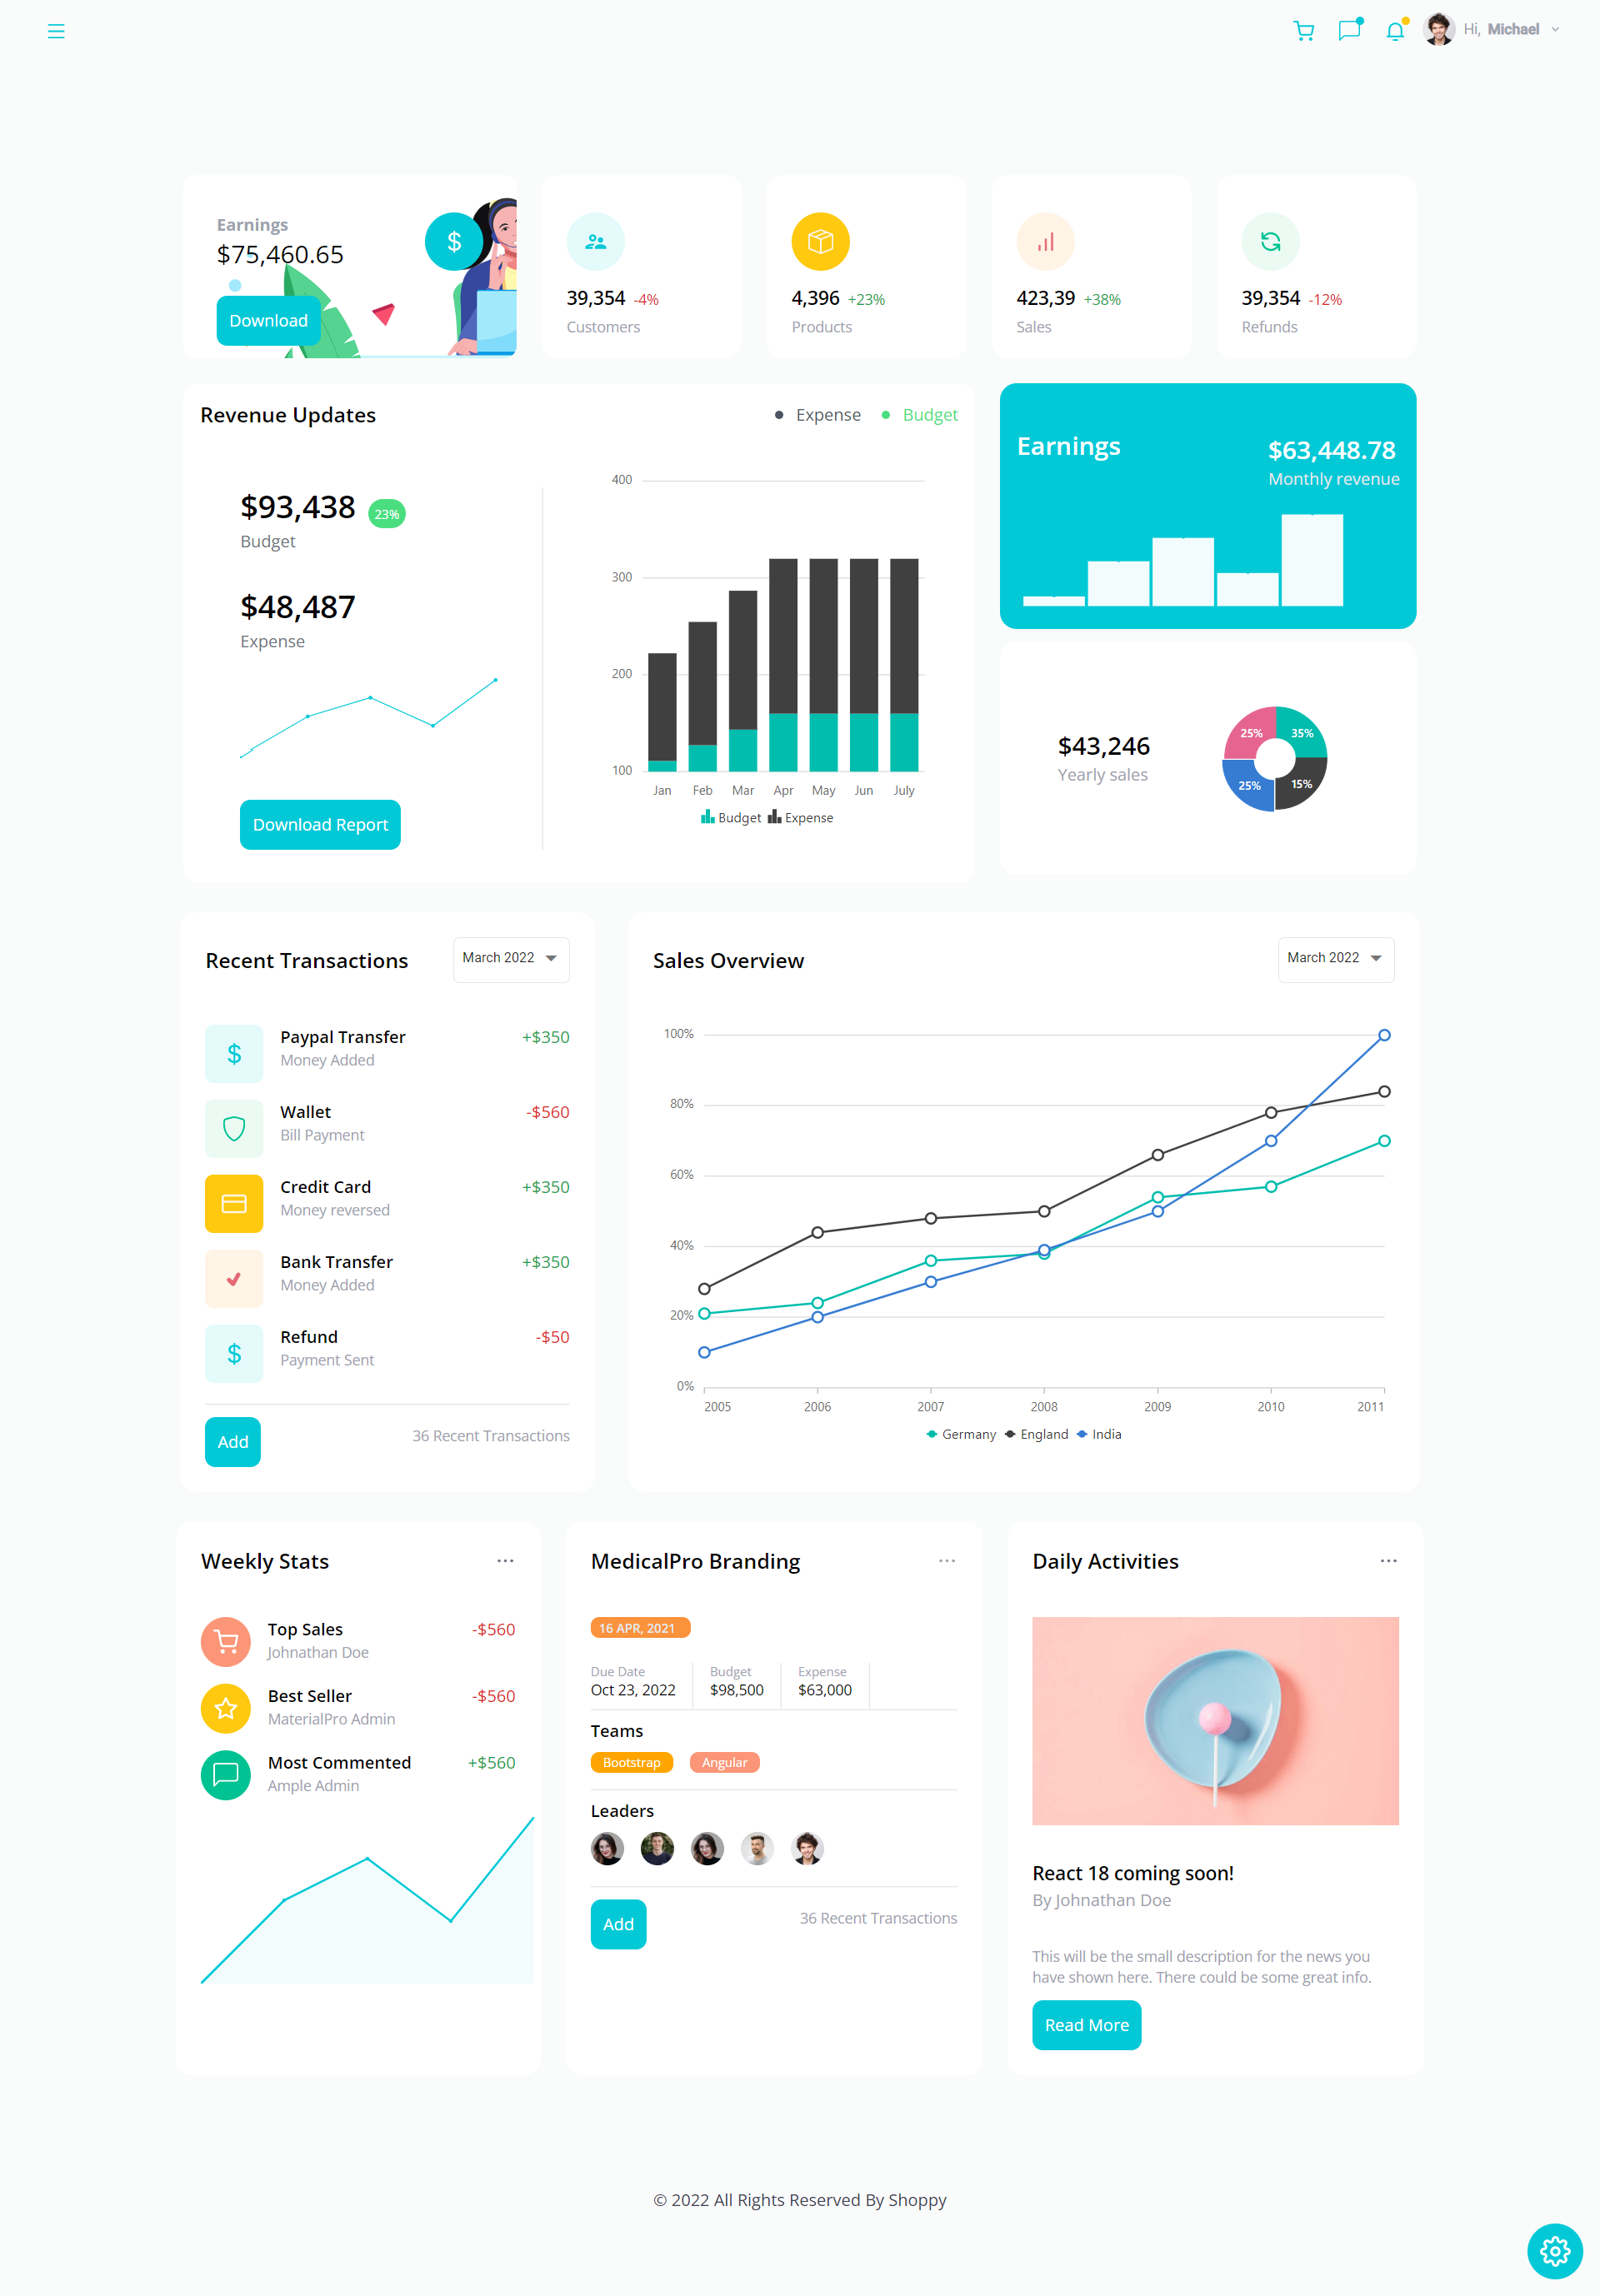 Hi, Michael
Earnings
$75,460.65
$
Download
39,354 -4%
Customers
4,396 +23%
Products
423,39 +38%
Sales
39,354 -12%
Refunds
Revenue Updates
Expense Budget
$93,438 23%
Budget
$48,487
Expense
Download Report
400
300
200
100
Jan Feb Mar Apr May Jun July
Budget Expense
Earnings
$63,448.78
Monthly revenue
$43,246
Yearly sales
25% 35%
25% 15%
Recent Transactions
March 2022
$ Paypal Transfer +$350
Money Added
Wallet -$560
Bill Payment
Credit Card +$350
Money reversed
Bank Transfer +$350
Money Added
$ Refund -$50
Payment Sent
Add
36 Recent Transactions
Sales Overview
March 2022
100%
80%
60%
40%
20%
0%
2005 2006 2007 2008 2009 2010 2011
Germany England India
Weekly Stats
Top Sales -$560
Johnathan Doe
Best Seller -$560
MaterialPro Admin
Most Commented +$560
Ample Admin
MedicalPro Branding
16 APR, 2021
Due Date Budget Expense
Oct 23, 2022 $98,500 $63,000
Teams
Bootstrap Angular
Leaders
Add
36 Recent Transactions
Daily Activities
React 18 coming soon!
By Johnathan Doe
This will be the small description for the news you
have shown here. There could be some great info.
Read More
© 2022 All Rights Reserved By Shoppy